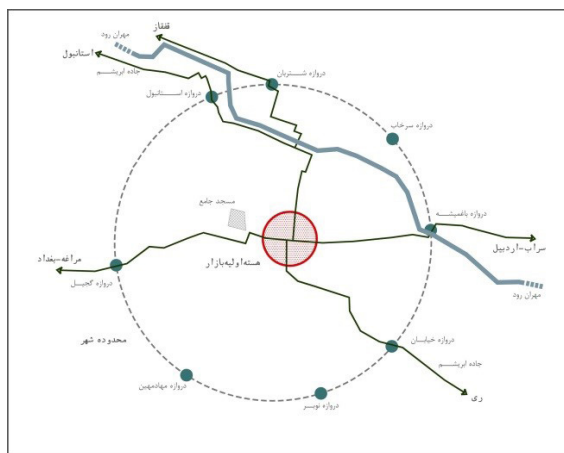 قفقاز
مهران رود
استانبول
جاده ابریشم
دروازه شتربان
دروازه استانبول
دروازه سرخاب
مسجد جامع
دروازه باغمیشه
سراب-اردبیل
هسته اولیه بازار
مراغه-بغداد
دروازه گجیل
مهران رود
محدوده شهر
دروازه خیابان
جاده ابریشم
دروازه مهادمهین
ری
دروازه نوبر